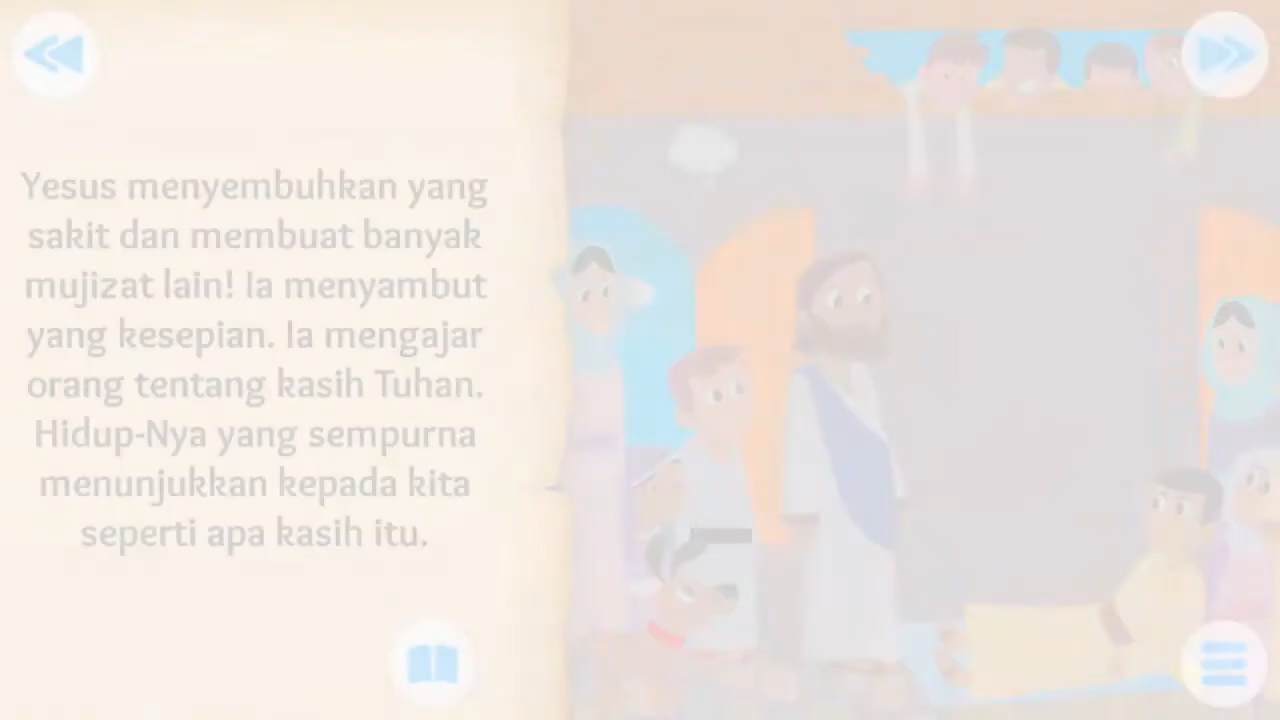 Yesus menyembuhkan yang
sakit dan membuat banyak
mujizat lain! Ia menyambut
yang kesepian. Ia mengajar
orang tentang kasih Tuhan.
Hidup-Nya yang sempurna
menunjukkan kepada kita
seperti apa kasih itu.